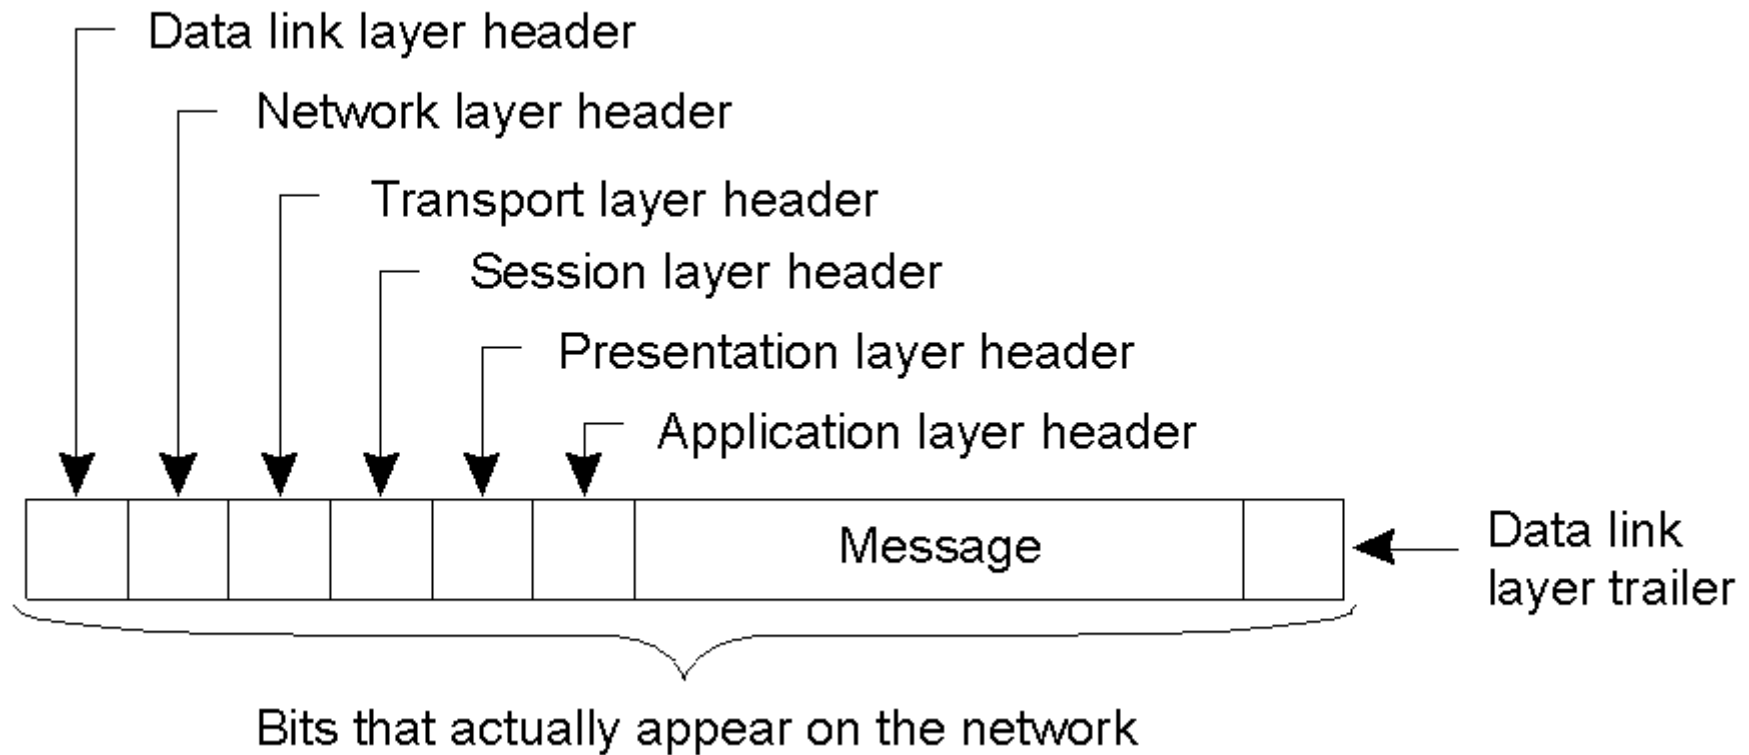 Data link layer header
Network layer header
Transport layer header
Session layer header
Presentation layer header
Application layer header
Message
Data link
layer trailer
Bits that actually appear on the network